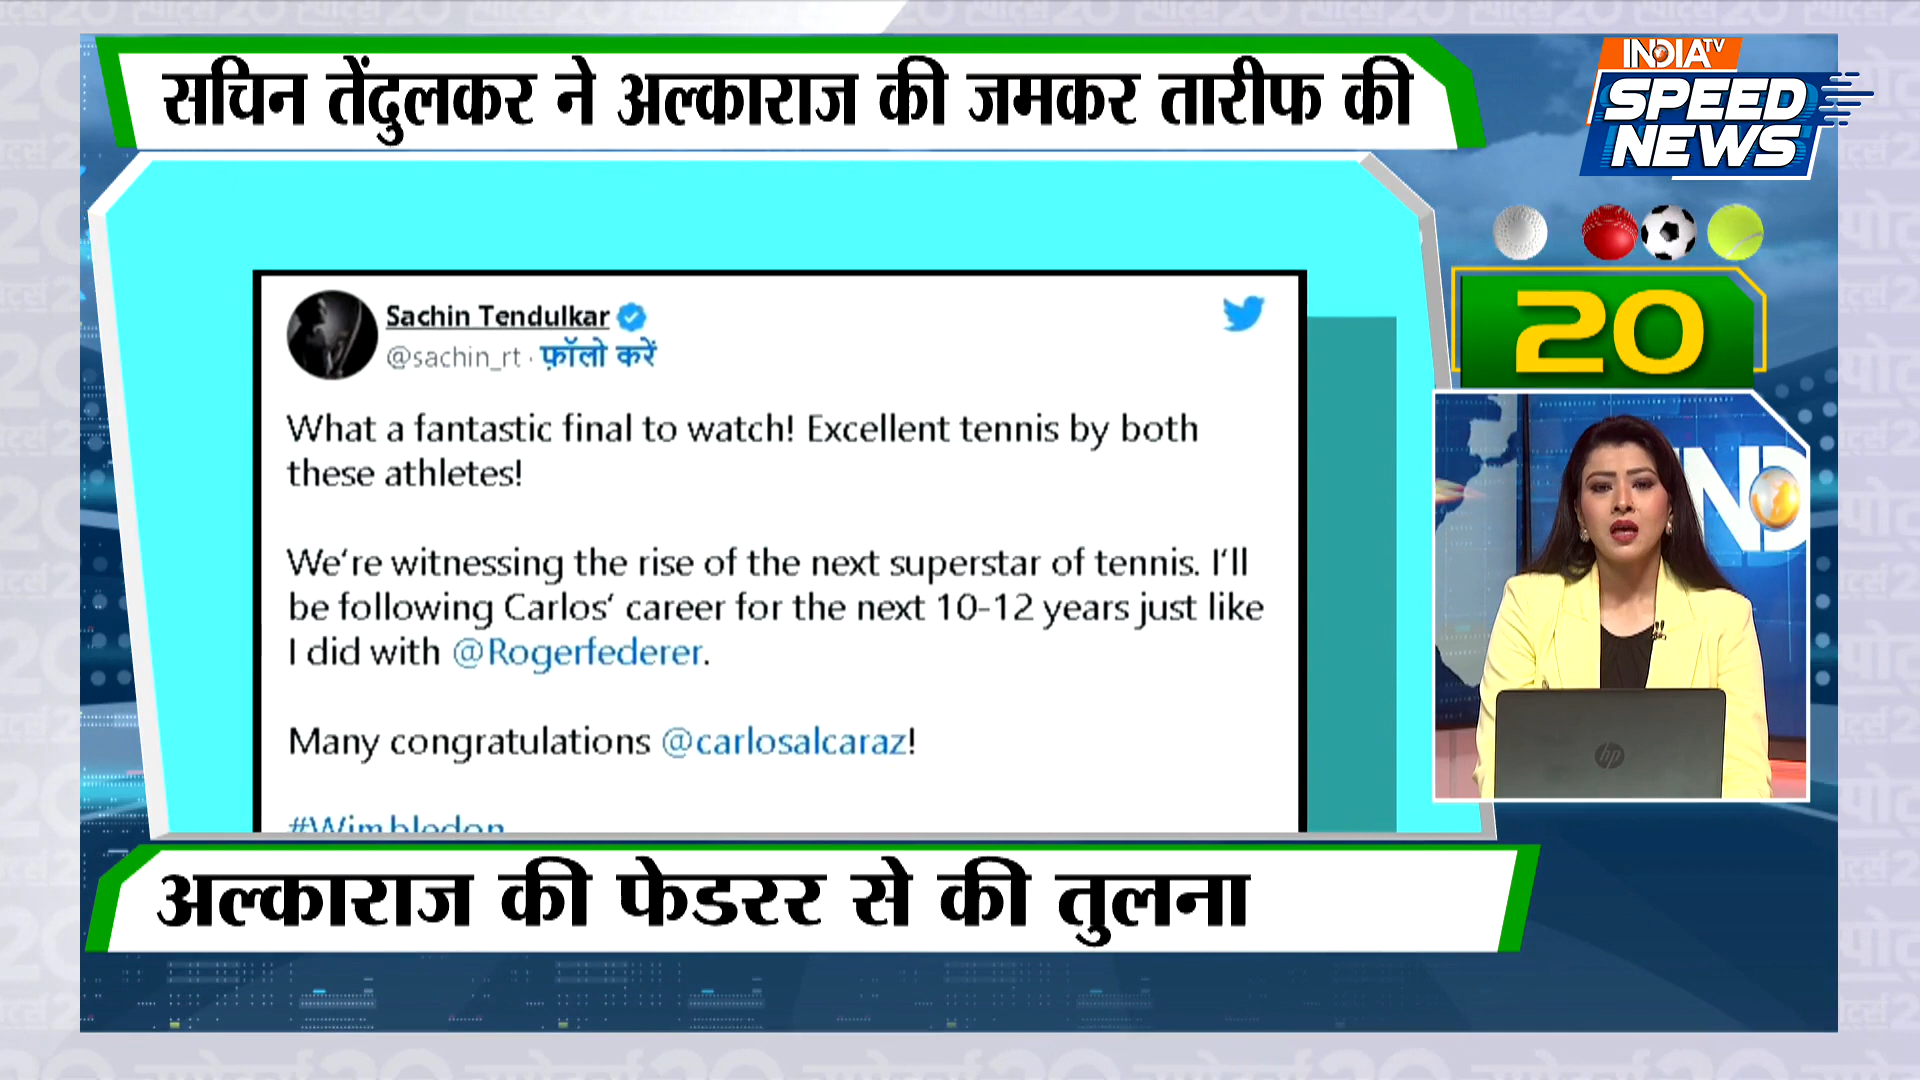 सचिन तेंदुलकर ने अल्काराज की जमकर तारीफ की
INDIA TV
SPEED
NEWS
20
Sachin Tendulkar
@sachin_rt · फ़ॉलो करें
What a fantastic final to watch! Excellent tennis by both
these athletes!
We're witnessing the rise of the next superstar of tennis. I'll
be following Carlos' career for the next 10-12 years just like
I did with @Rogerfederer.
Many congratulations @carlosalcaraz!
#Wimbledon
hp
अल्काराज की फेडरर से की तुलना